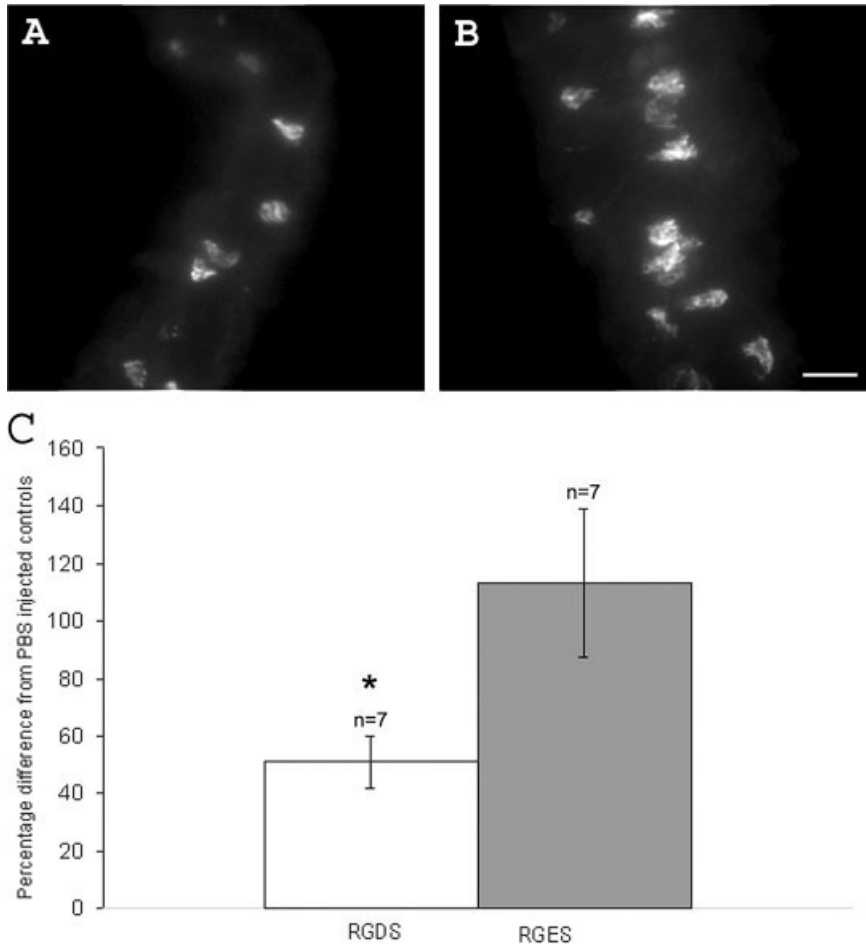 A
B
C
Percentage difference from PBS injected controls
160
140
120
100
80
60
40
20
0
n=7
*
n=7
RGDS
RGES